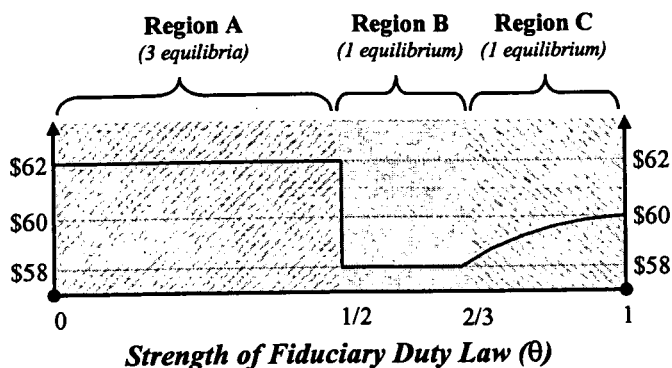 Region A Region B Region C
(3 equilibria) (1 equilibrium) (1 equilibrium)
$62 $62
$60 $60
$58 $58
0 1/2 2/3 1
Strength of Fiduciary Duty Law (θ)